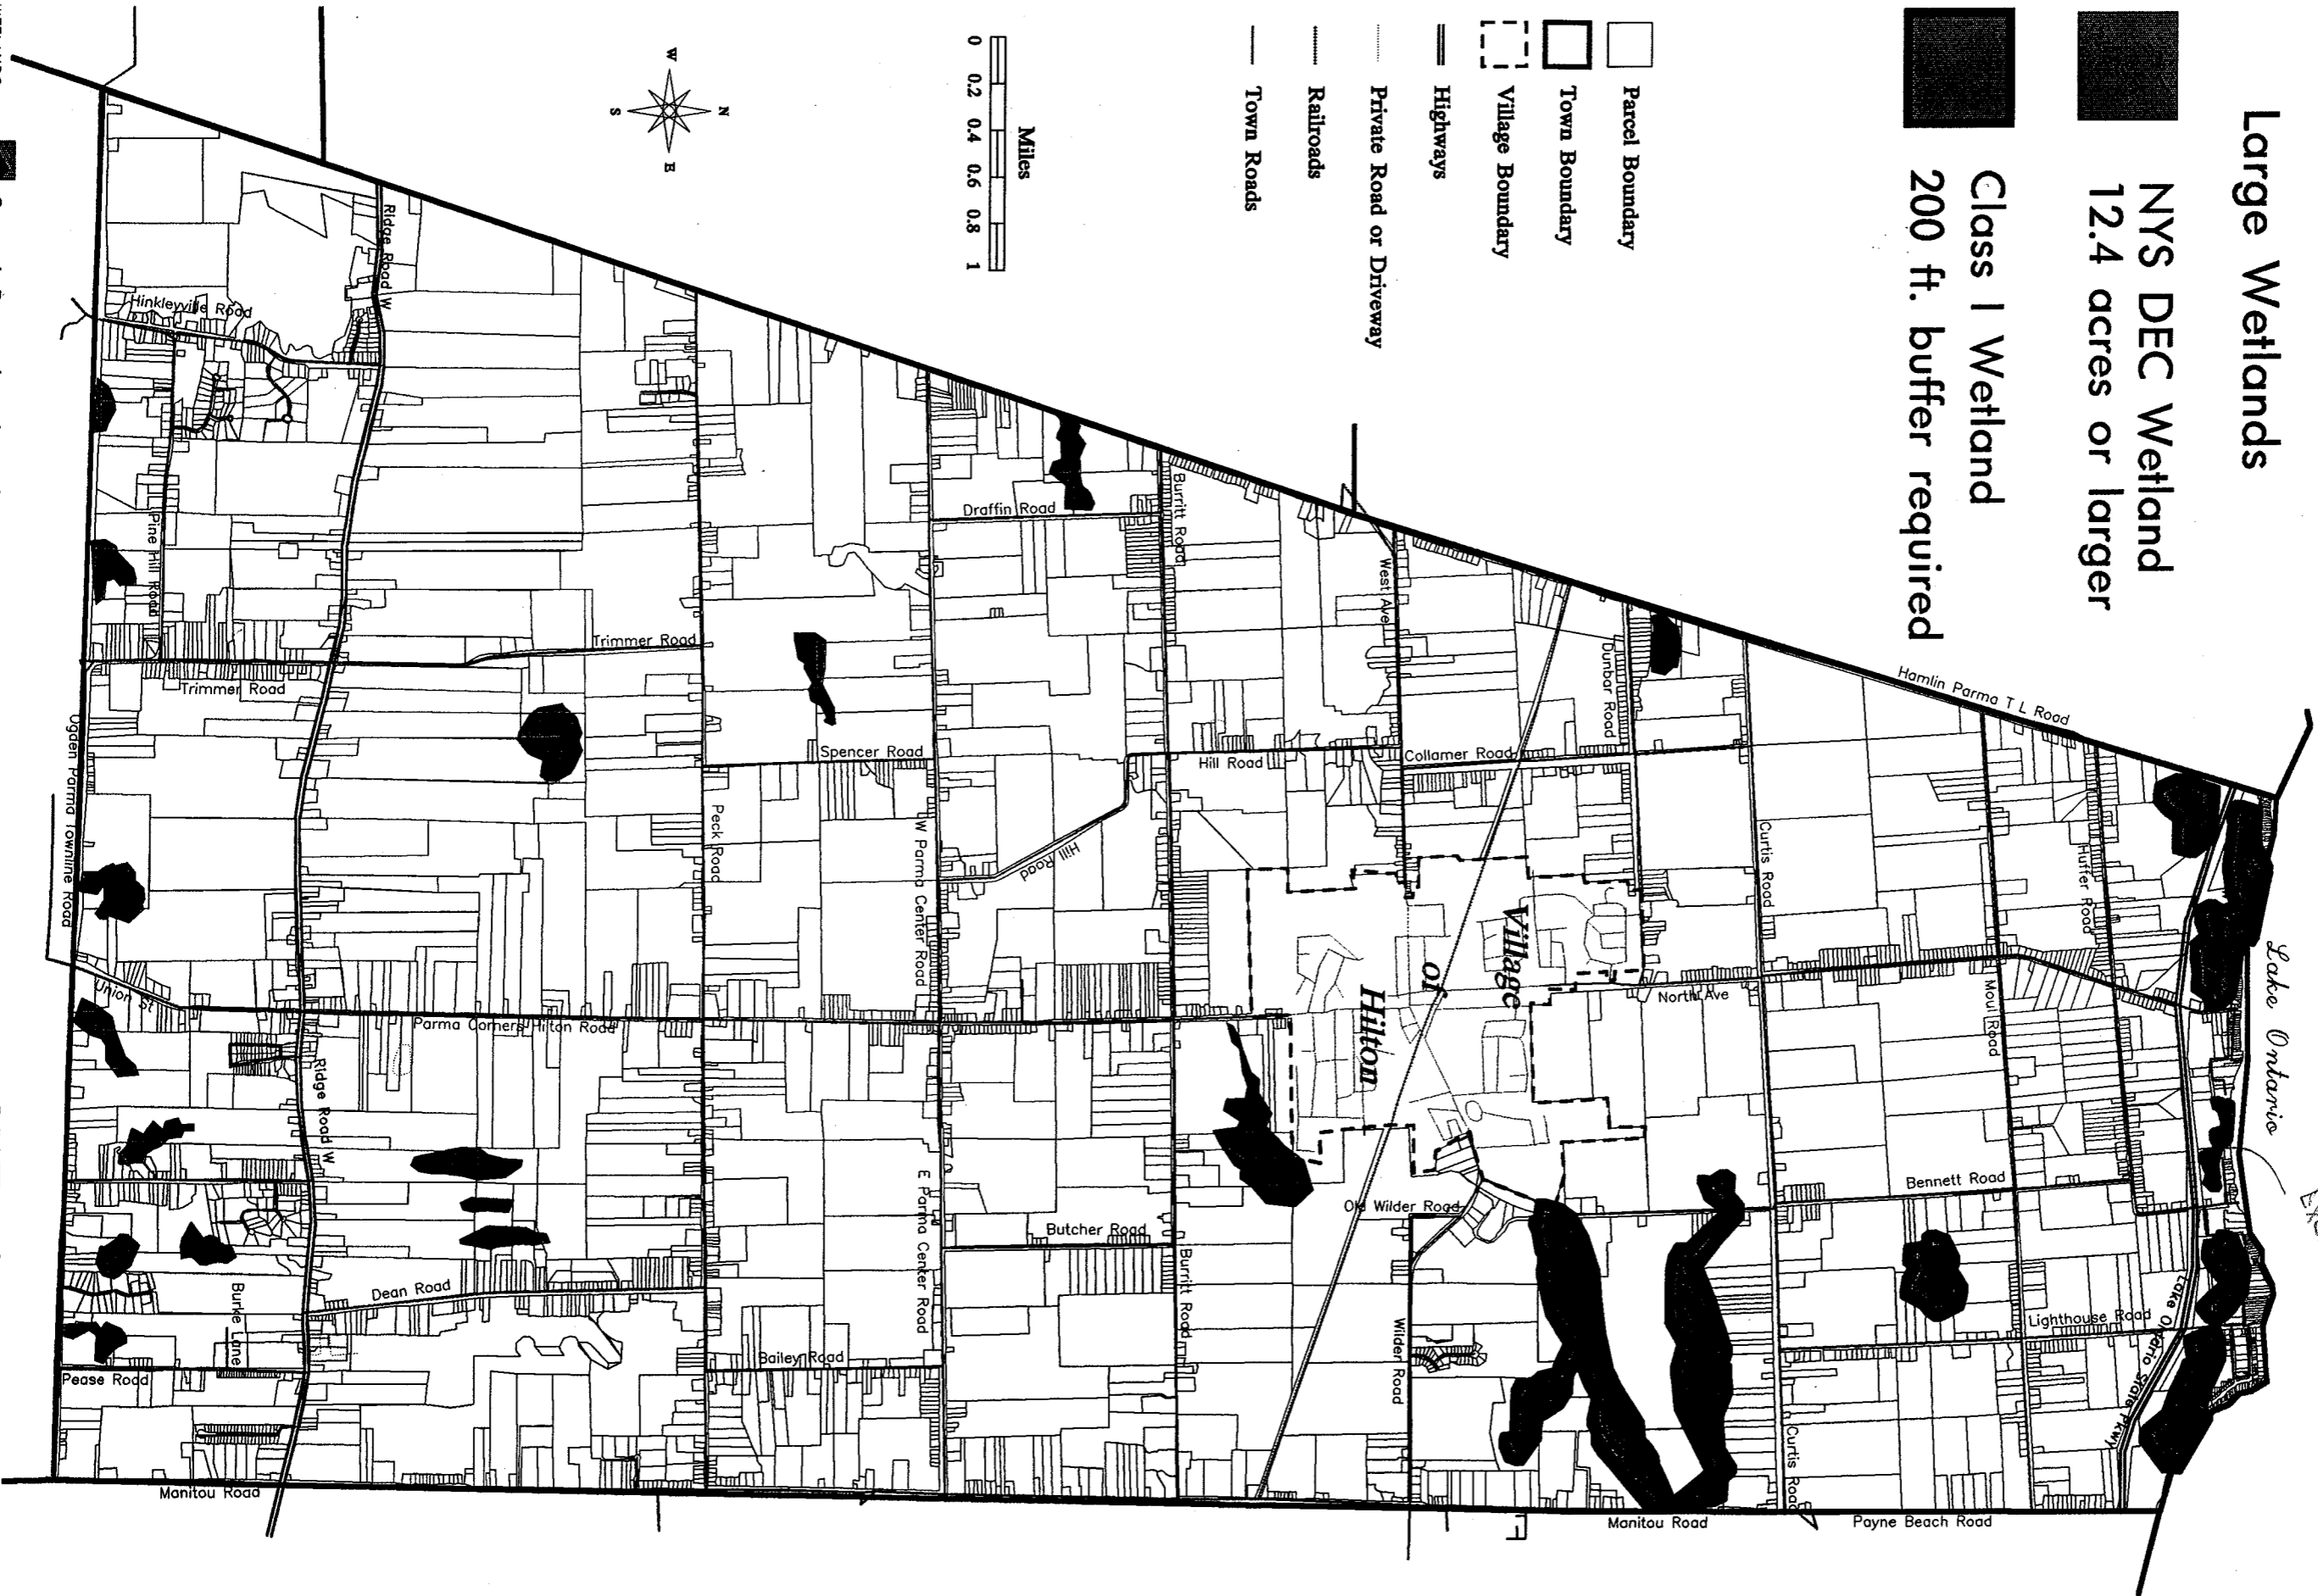 Large Wetlands
NYS DEC Wetland
12.4 acres or larger
Class I Wetland
200 ft. buffer required
Parcel Boundary
Town Boundary
Village Boundary
Highways
Private Road or Driveway
Railroads
Town Roads
Miles
0 0.2 0.4 0.6 0.8 1
N
W
E
S
Lake Ontario
Hamlin Parma T L Road
Huffer Road
Moul Road
Curtis Road
Dunbar Road
Collamer Road
West Ave
Hill Road
Burritt Road
Draffin Road
Hill Road
W Parma Center Road
Spencer Road
Peck Road
Trimmer Road
Trimmer Road
Ridge Road W
Hinkleyville Road
Pine Hill Road
Ogden Parma Townline Road
Union St
Parma Corners Hilton Road
Village
of
Hilton
North Ave
Bennett Road
Lighthouse Road
Lake Ontario State Pkwy
Old Wilder Road
Wilder Road
Butcher Road
Burritt Road
E Parma Center Road
Bailey Road
Dean Road
Ridge Road W
Burke Lane
Pease Road
Manitou Road
Manitou Road
Curtis Road
Payne Beach Road